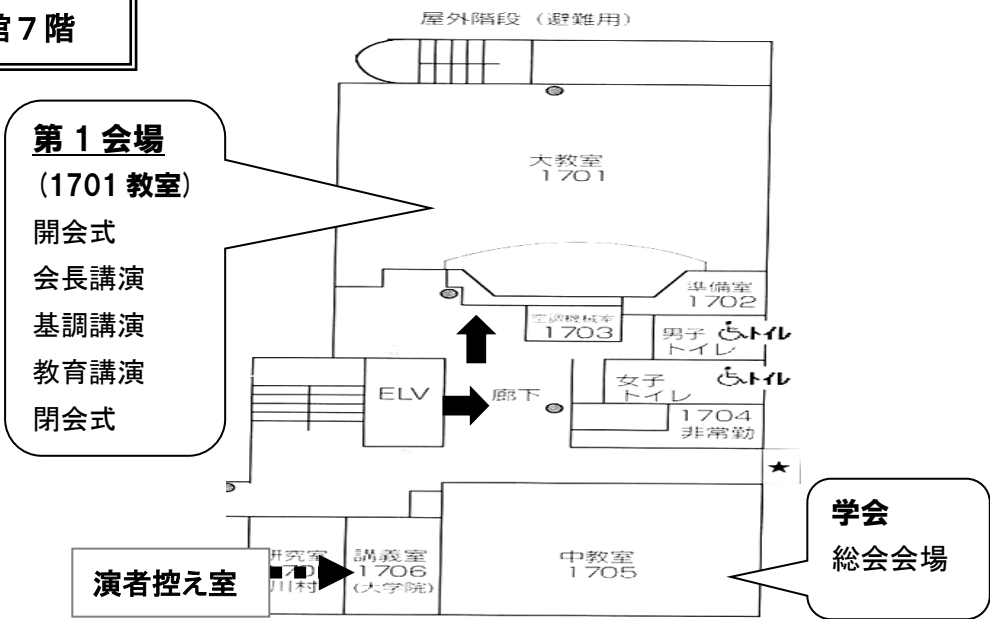 館７階
屋外階段（避難用）
第１会場
（1701 教室）
開会式
会長講演
基調講演
教育講演
閉会式
大教室
1701
準備室
1702
空調機械室
1703
男子 トイレ
トイレ
女子 トイレ
トイレ
ELV
廊下
1704
非常勤
★
学会
総会会場
演者控え室
研究室
川村
講義室
1706
(大学院)
中教室
1705